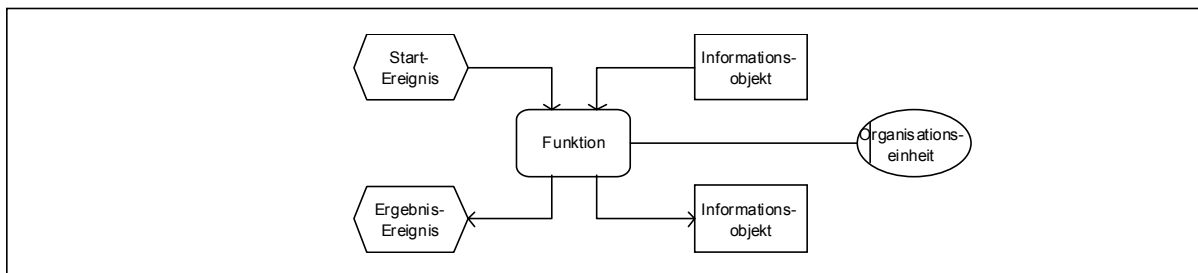 Start-
Ereignis
Informations-
objekt
Funktion
Organisations-
einheit
Ergebnis-
Ereignis
Informations-
objekt